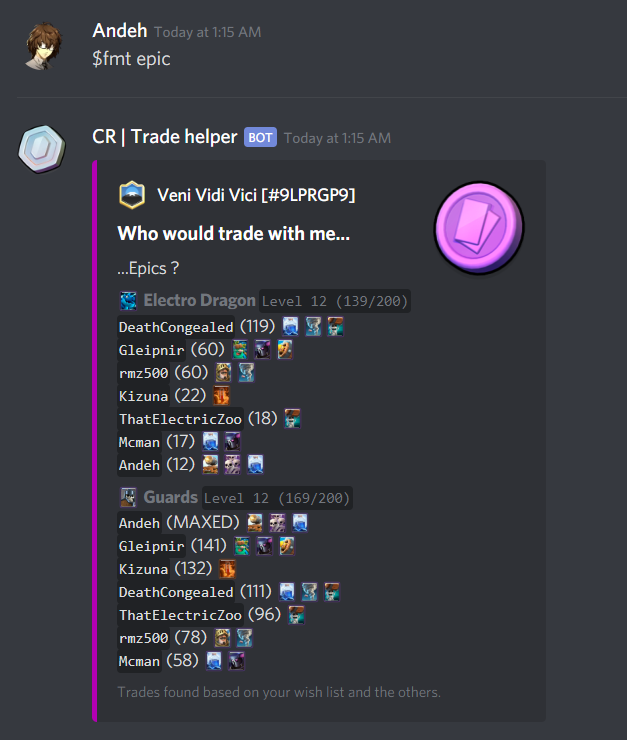 Andeh Today at 1:15 AM
$fmt epic
CR | Trade helper BOT Today at 1:15 AM
Veni Vidi Vici [#9LPRGP9]
Who would trade with me...
...Epics ?
Electro Dragon Level 12 (139/200)
DeathCongealed (119)
Gleipnir (60)
rmz500 (60)
Kizuna (22)
ThatElectricZoo (18)
Mcman (17)
Andeh (12)
Guards Level 12 (169/200)
Andeh (MAXED)
Gleipnir (141)
Kizuna (132)
DeathCongealed (111)
ThatElectricZoo (96)
rmz500 (78)
Mcman (58)
Trades found based on your wish list and the others.